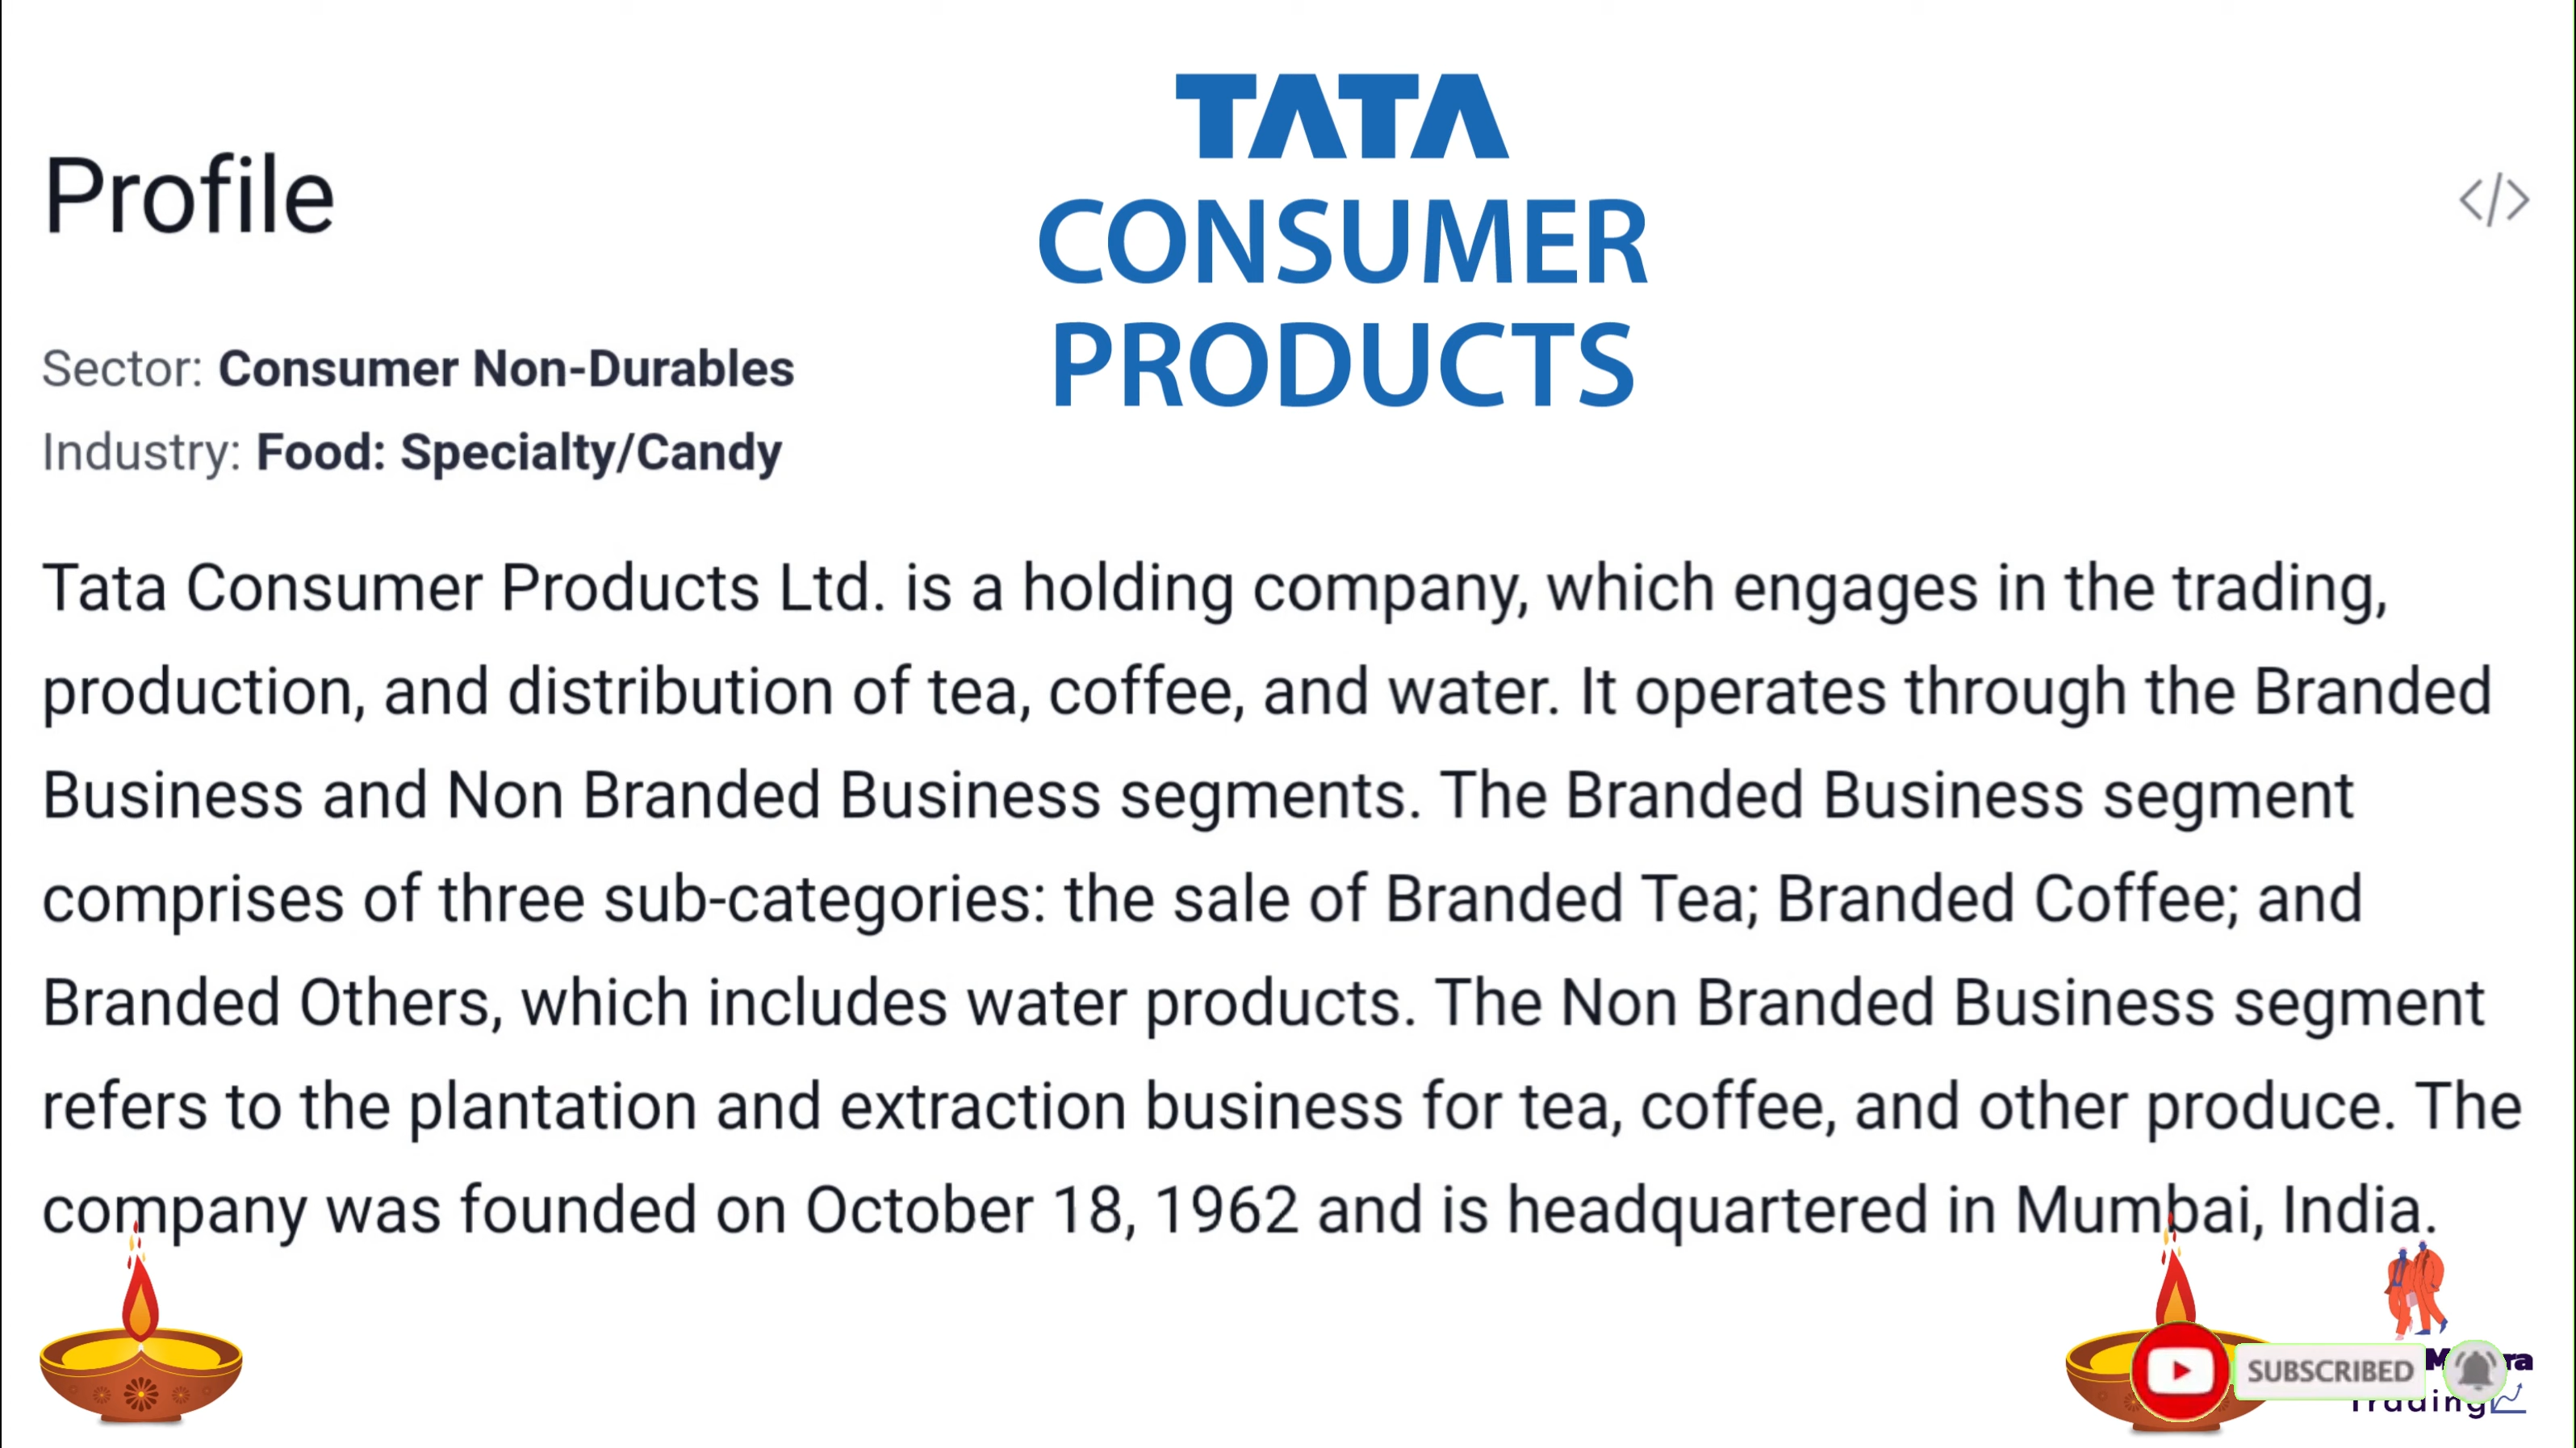 TATA
CONSUMER
PRODUCTS
Profile
</>
Sector: Consumer Non-Durables
Industry: Food: Specialty/Candy
Tata Consumer Products Ltd. is a holding company, which engages in the trading,
production, and distribution of tea, coffee, and water. It operates through the Branded
Business and Non Branded Business segments. The Branded Business segment
comprises of three sub-categories: the sale of Branded Tea; Branded Coffee; and
Branded Others, which includes water products. The Non Branded Business segment
refers to the plantation and extraction business for tea, coffee, and other produce. The
company was founded on October 18, 1962 and is headquartered in Mumbai, India.
SUBSCRIBED
Trading